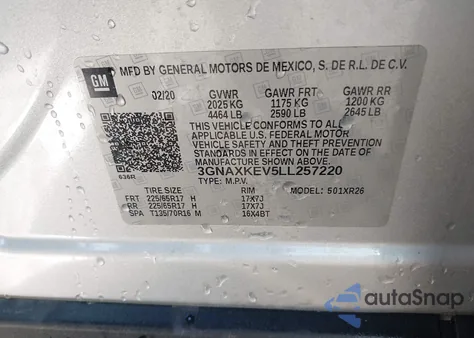 GM MFD BY GENERAL MOTORS DE MEXICO, S. DE R.L. DE C.V.
02/20 GVWR GAWR FRT GAWR RR
2025 KG 1175 KG 1200 KG
4464 LB 2590 LB 2645 LB
THIS VEHICLE CONFORMS TO ALL
APPLICABLE U.S. FEDERAL MOTOR
VEHICLE SAFETY AND THEFT
PREVENTION STANDARDS IN EFFECT
ON THE DATE OF MANUFACTURE
SHOWN ABOVE.
636R 3GNAXKEV5LL257220
TYPE: M.P.V. MODEL: 501XR26
TIRE SIZE RIM
FRT 225/65R17 H 17X7J
RR 225/65R17 H 17X7J
SPA T135/70R16 M 16X4BT
autoSnap